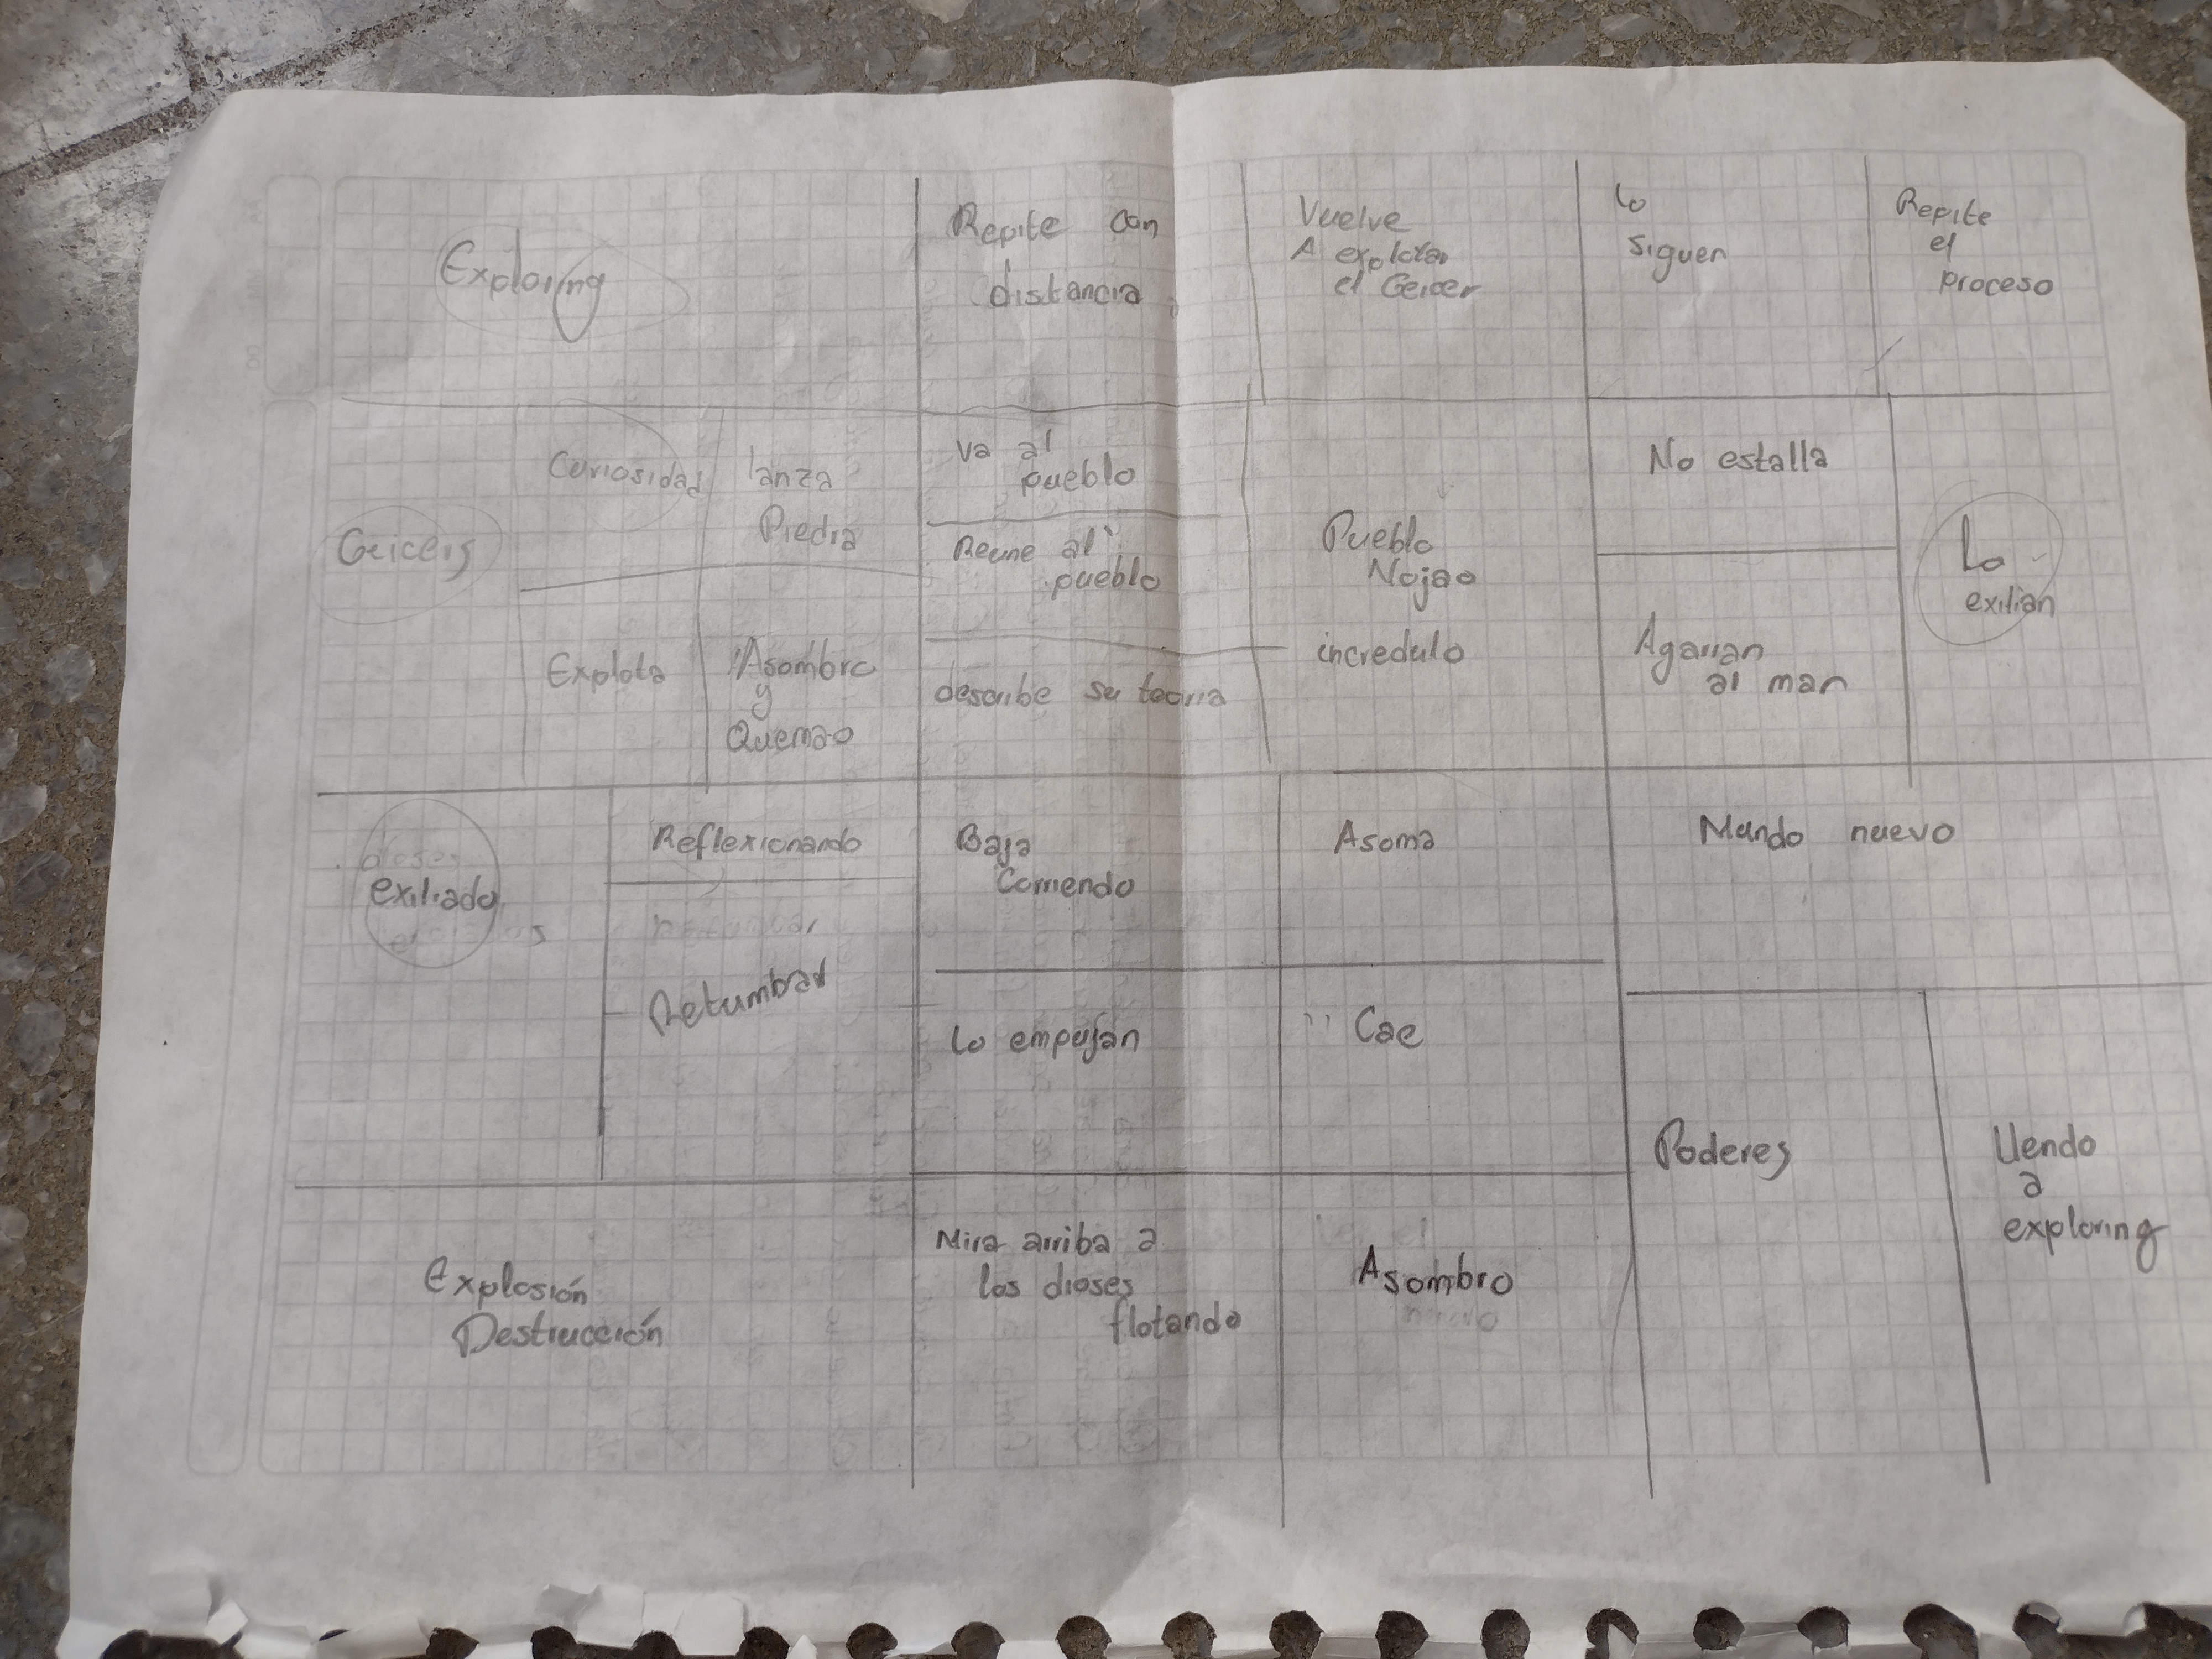 Exploring
Geicers
Curiosidad
lanza
Piedra
Explota
Asombro
y
Quemao
Repite con
distancia
Va al
pueblo
Reune al
pueblo
describe su teoria
Vuelve
A explotar
el Geicer
Pueblo
Nojao
incredulo
Lo
siguen
Repite
el
proceso
No estalla
Agarran
al man
Lo
exilian
exiliado
Reflexionando
Retumbar
Explosión
Destrucción
Baja
Corriendo
Asoma
Lo empujan
Cae
Mira arriba a
los dioses
flotando
Asombro
Mundo nuevo
Poderes
Uendo
a
exploring